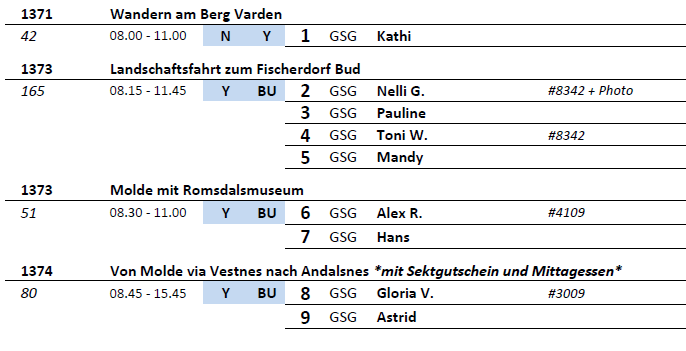 1371 Wandern am Berg Varden
42 08.00 - 11.00 N Y 1 GSG Kathi
1373 Landschaftsfahrt zum Fischerdorf Bud
165 08.15 - 11.45 Y BU 2 GSG Nelli G. #8342 + Photo
3 GSG Pauline
4 GSG Toni W. #8342
5 GSG Mandy
1373 Molde mit Romsdalsmuseum
51 08.30 - 11.00 Y BU 6 GSG Alex R. #4109
7 GSG Hans
1374 Von Molde via Vestnes nach Andalsnes *mit Sektgutschein und Mittagessen*
80 08.45 - 15.45 Y BU 8 GSG Gloria V. #3009
9 GSG Astrid